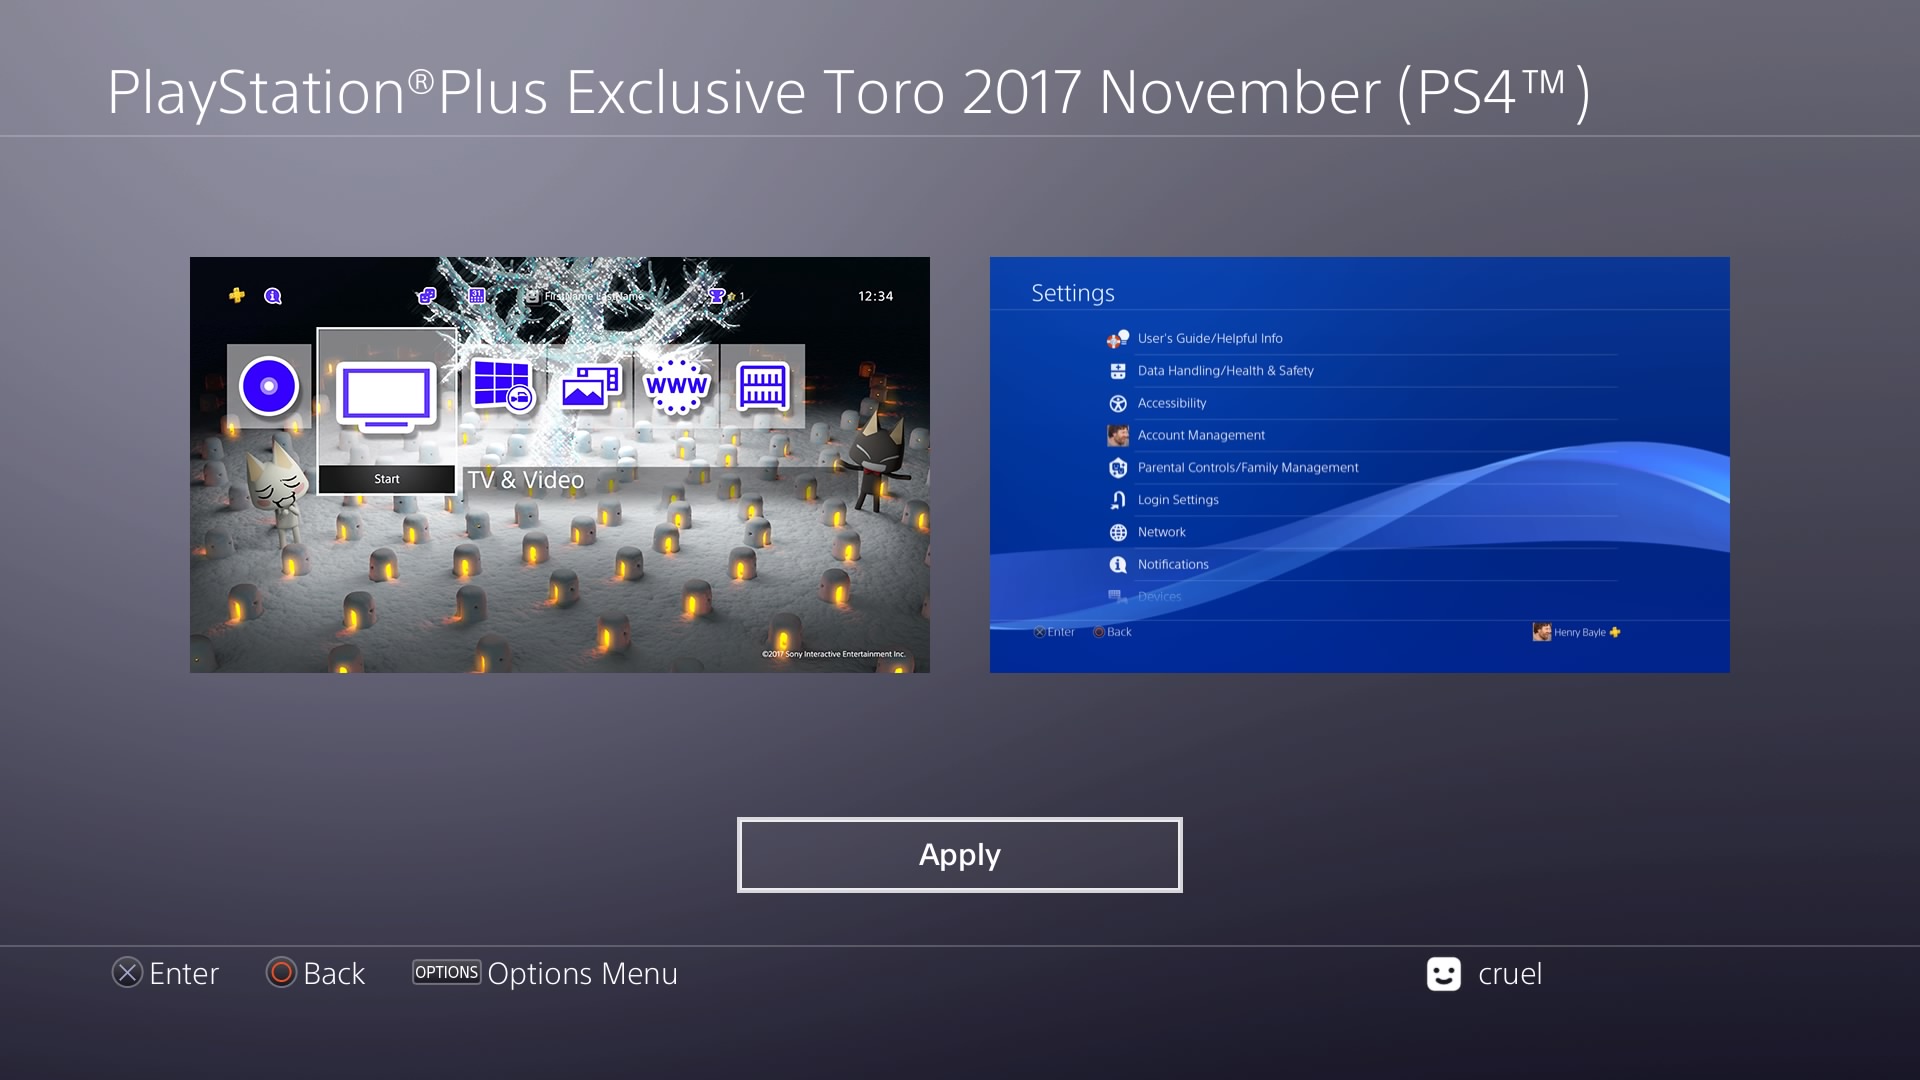 PlayStation®Plus Exclusive Toro 2017 November (PS4™)
31
FirstName LastName
1
12:34
WWW
Start
TV & Video
©2017 Sony Interactive Entertainment Inc.
Settings
User's Guide/Helpful Info
Data Handling/Health & Safety
Accessibility
Account Management
Parental Controls/Family Management
Login Settings
Network
Notifications
Devices
Enter
Back
Henry Bayle
Apply
Enter
Back
OPTIONS Options Menu
cruel